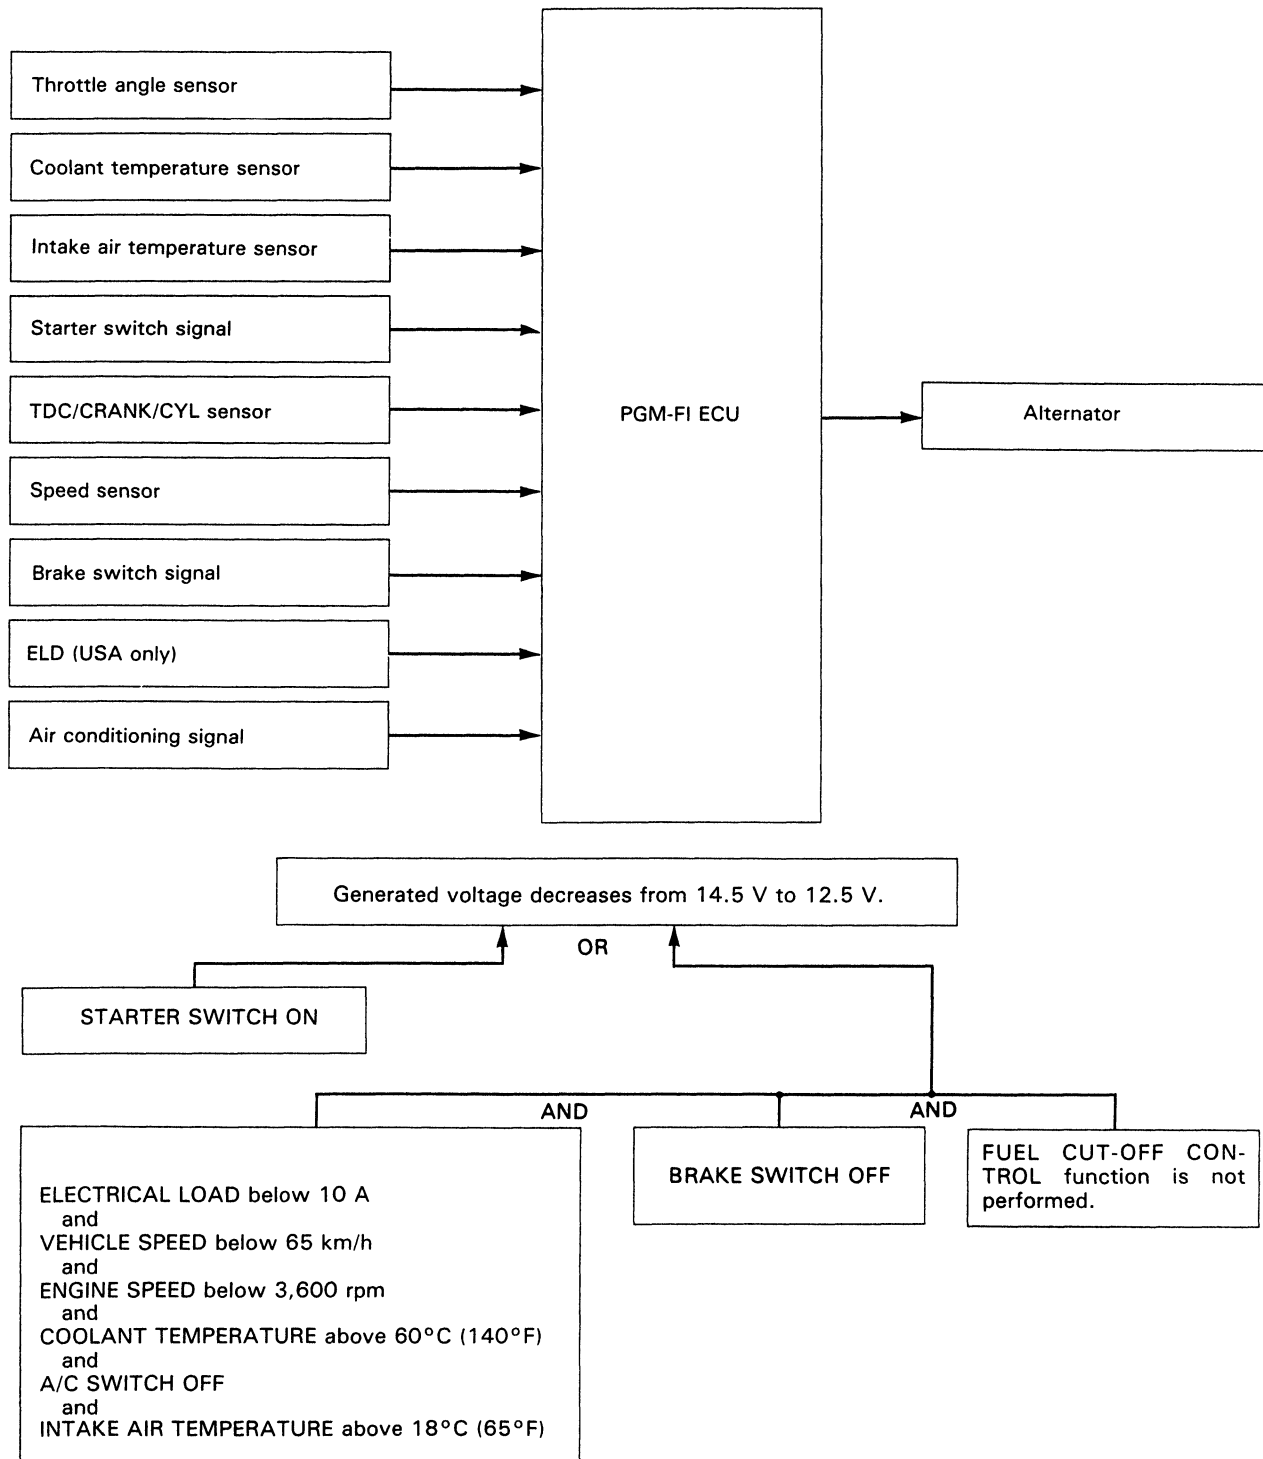 Throttle angle sensor
Coolant temperature sensor
Intake air temperature sensor
Starter switch signal
TDC/CRANK/CYL sensor
Speed sensor
Brake switch signal
ELD (USA only)
Air conditioning signal
PGM-FI ECU
Alternator
Generated voltage decreases from 14.5 V to 12.5 V.
OR
STARTER SWITCH ON
AND
AND
ELECTRICAL LOAD below 10 A
and
VEHICLE SPEED below 65 km/h
and
ENGINE SPEED below 3,600 rpm
and
COOLANT TEMPERATURE above 60°C (140°F)
and
A/C SWITCH OFF
and
INTAKE AIR TEMPERATURE above 18°C (65°F)
BRAKE SWITCH OFF
FUEL CUT-OFF CON-
TROL function is not
performed.